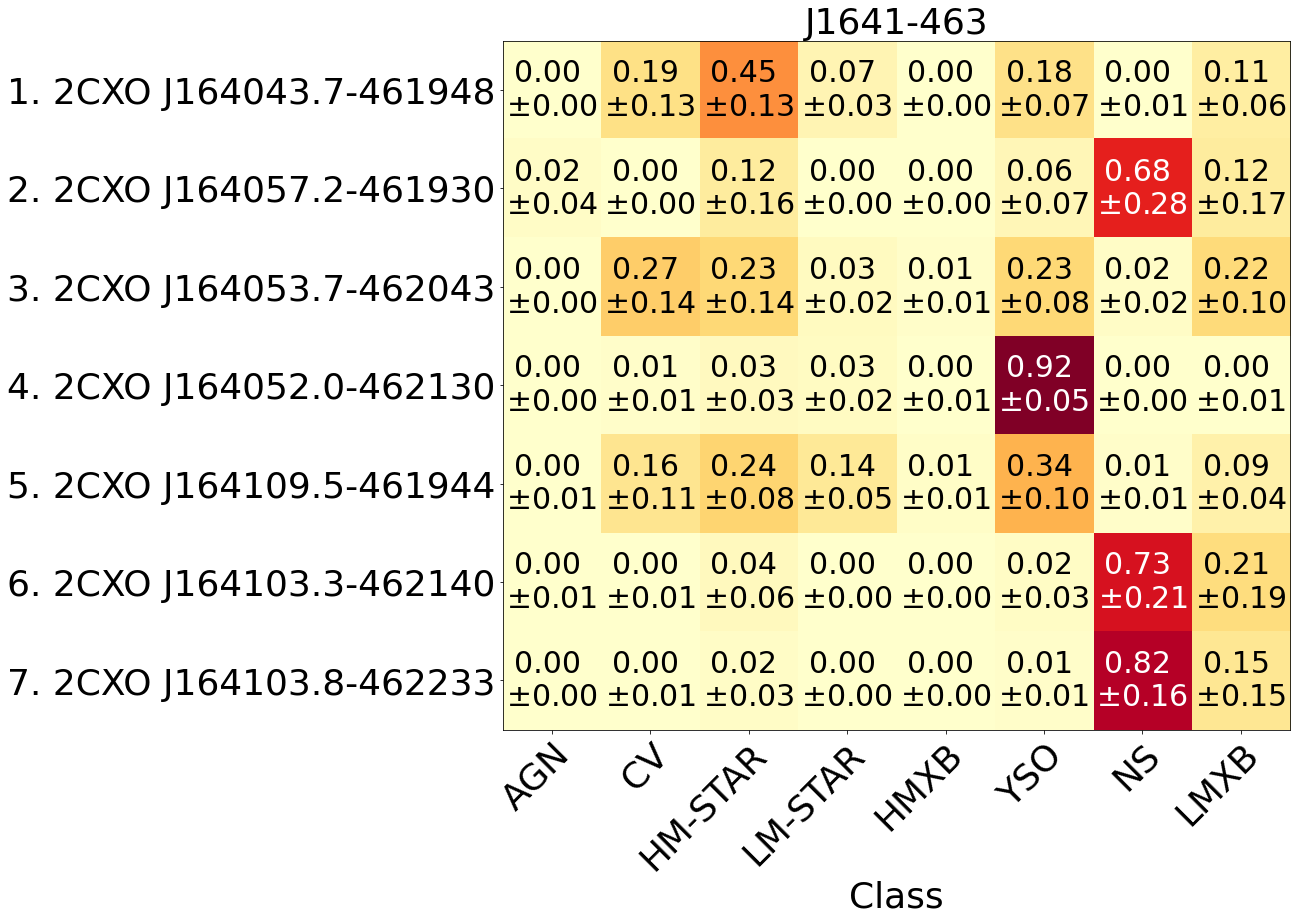 J1641-463
1. 2CXO J164043.7-461948
0.00 0.19 0.45 0.07 0.00 0.18 0.00 0.11
±0.00 ±0.13 ±0.13 ±0.03 ±0.00 ±0.07 ±0.01 ±0.06
2. 2CXO J164057.2-461930
0.02 0.00 0.12 0.00 0.00 0.06 0.68 0.12
±0.04 ±0.00 ±0.16 ±0.00 ±0.00 ±0.07 ±0.28 ±0.17
3. 2CXO J164053.7-462043
0.00 0.27 0.23 0.03 0.01 0.23 0.02 0.22
±0.00 ±0.14 ±0.14 ±0.02 ±0.01 ±0.08 ±0.02 ±0.10
4. 2CXO J164052.0-462130
0.00 0.01 0.03 0.03 0.00 0.92 0.00 0.00
±0.00 ±0.01 ±0.03 ±0.02 ±0.01 ±0.05 ±0.00 ±0.01
5. 2CXO J164109.5-461944
0.00 0.16 0.24 0.14 0.01 0.34 0.01 0.09
±0.01 ±0.11 ±0.08 ±0.05 ±0.01 ±0.10 ±0.01 ±0.04
6. 2CXO J164103.3-462140
0.00 0.00 0.04 0.00 0.00 0.02 0.73 0.21
±0.01 ±0.01 ±0.06 ±0.00 ±0.00 ±0.03 ±0.21 ±0.19
7. 2CXO J164103.8-462233
0.00 0.00 0.02 0.00 0.00 0.01 0.82 0.15
±0.00 ±0.01 ±0.03 ±0.00 ±0.00 ±0.01 ±0.16 ±0.15
AGN CV HM-STAR LM-STAR HMXB YSO NS LMXB
Class